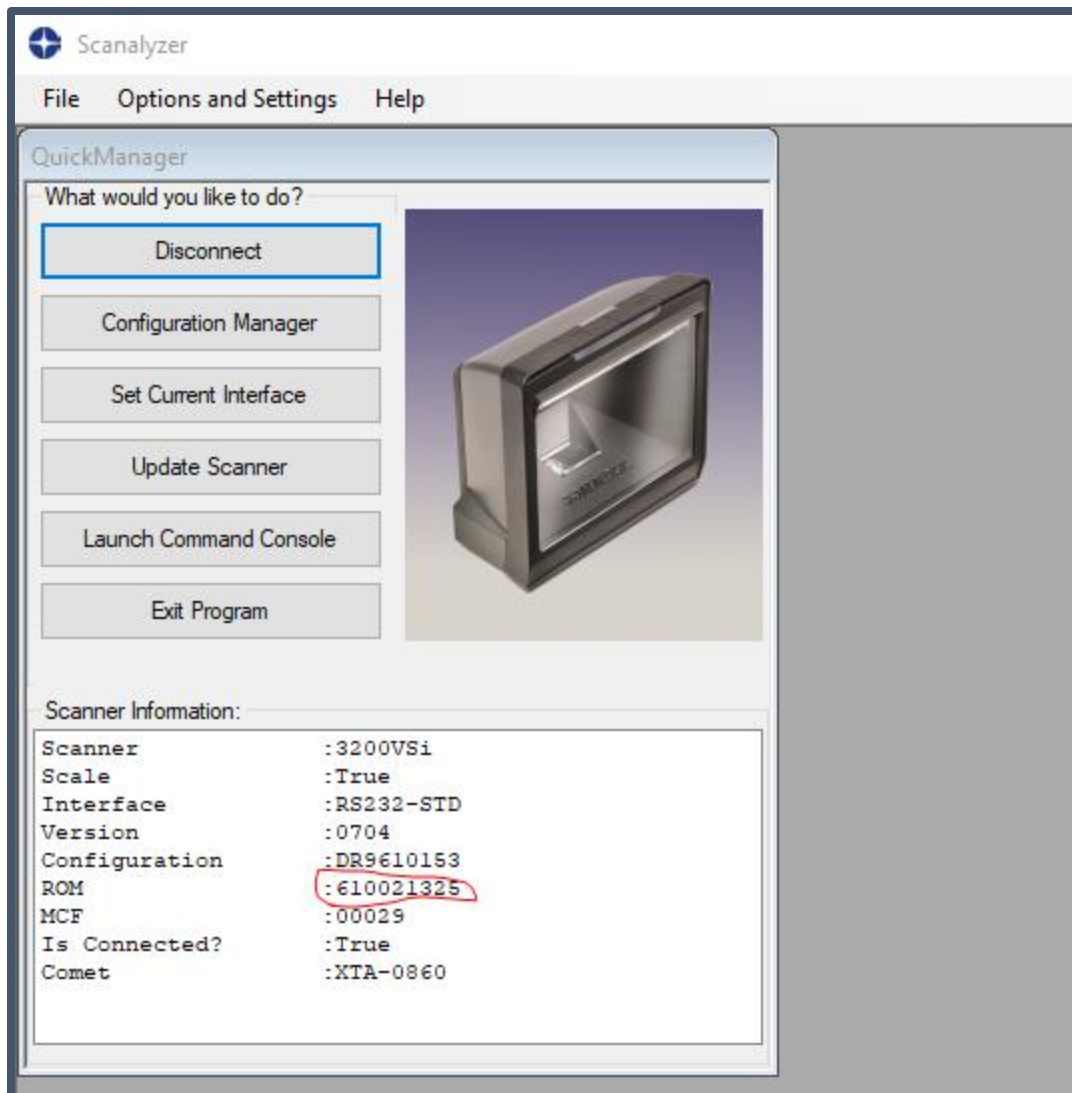 Scanalyzer
File Options and Settings Help
QuickManager
What would you like to do?
Disconnect
Configuration Manager
Set Current Interface
Update Scanner
Launch Command Console
Exit Program
Scanner Information:
Scanner :3200VSi
Scale :True
Interface :RS232-STD
Version :0704
Configuration :DR9610153
ROM :610021325
MCF :00029
Is Connected? :True
Comet :XTA-0860